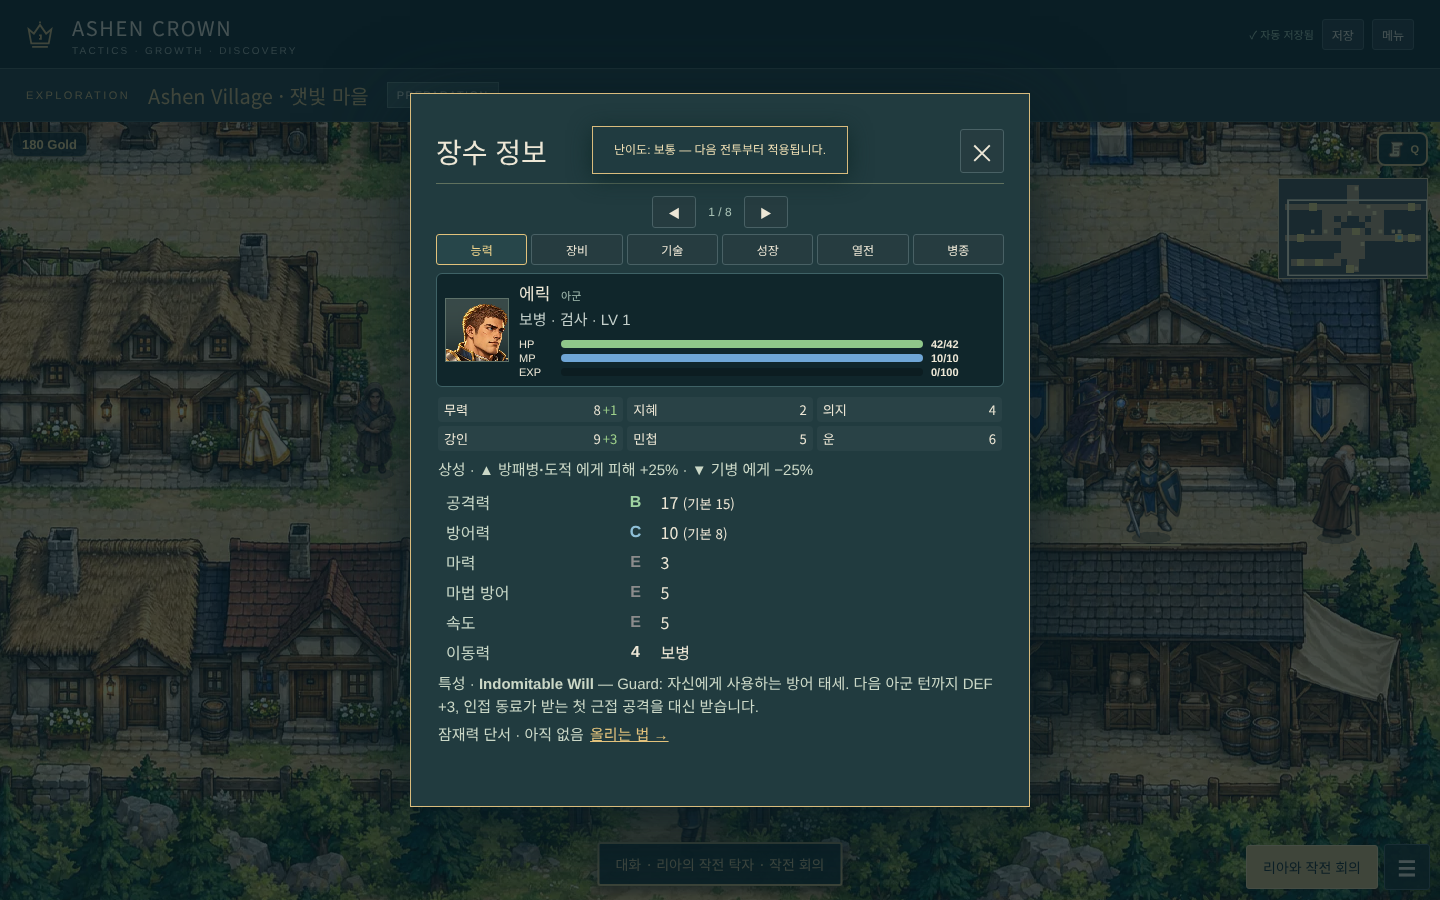 ASHEN CROWN
TACTICS · GROWTH · DISCOVERY
✓ 자동 저장됨
저장
메뉴
EXPLORATION
Ashen Village · 잿빛 마을
180 Gold
Q
장수 정보
난이도: 보통 — 다음 전투부터 적용됩니다.
◀ 1 / 8 ▶
능력 장비 기술 성장 열전 병종
에릭 아군
보병 · 검사 · LV 1
HP 42/42
MP 10/10
EXP 0/100
무력 8 +1 지혜 2 의지 4
강인 9 +3 민첩 5 운 6
상성 · ▲ 방패병·도적 에게 피해 +25% · ▼ 기병 에게 −25%
공격력 B 17 (기본 15)
방어력 C 10 (기본 8)
마력 E 3
마법 방어 E 5
속도 E 5
이동력 4 보병
특성 · Indomitable Will — Guard: 자신에게 사용하는 방어 태세. 다음 아군 턴까지 DEF
+3, 인접 동료가 받는 첫 근접 공격을 대신 받습니다.
잠재력 단서 · 아직 없음 올리는 법 →
대화 · 리아의 작전 탁자 · 작전 회의
리아와 작전 회의